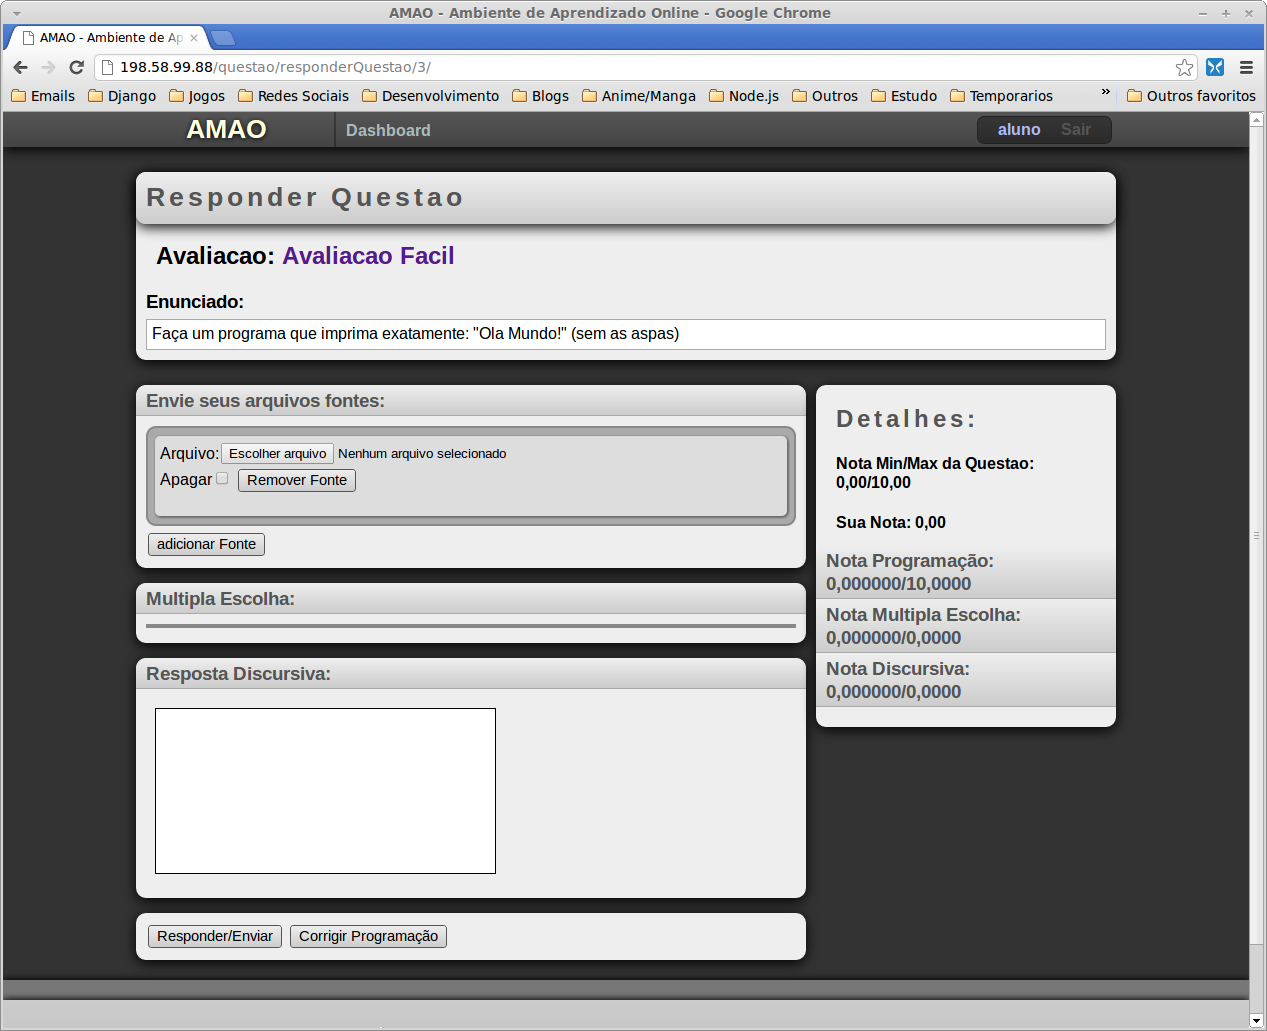 AMAO - Ambiente de Aprendizado Online - Google Chrome
AMAO - Ambiente de Ap
198.58.99.88/questao/responderQuestao/3/
Emails Django Jogos Redes Sociais Desenvolvimento Blogs Anime/Manga Node.js Outros Estudo Temporarios » Outros favoritos
AMAO Dashboard aluno Sair
Responder Questao
Avaliacao: Avaliacao Facil
Enunciado:
Faça um programa que imprima exatamente: "Ola Mundo!" (sem as aspas)
Envie seus arquivos fontes:
Arquivo: Escolher arquivo Nenhum arquivo selecionado
Apagar Remover Fonte
adicionar Fonte
Multipla Escolha:
Resposta Discursiva:
Responder/Enviar Corrigir Programação
Detalhes:
Nota Min/Max da Questao:
0,00/10,00
Sua Nota: 0,00
Nota Programação:
0,000000/10,0000
Nota Multipla Escolha:
0,000000/0,0000
Nota Discursiva:
0,000000/0,0000